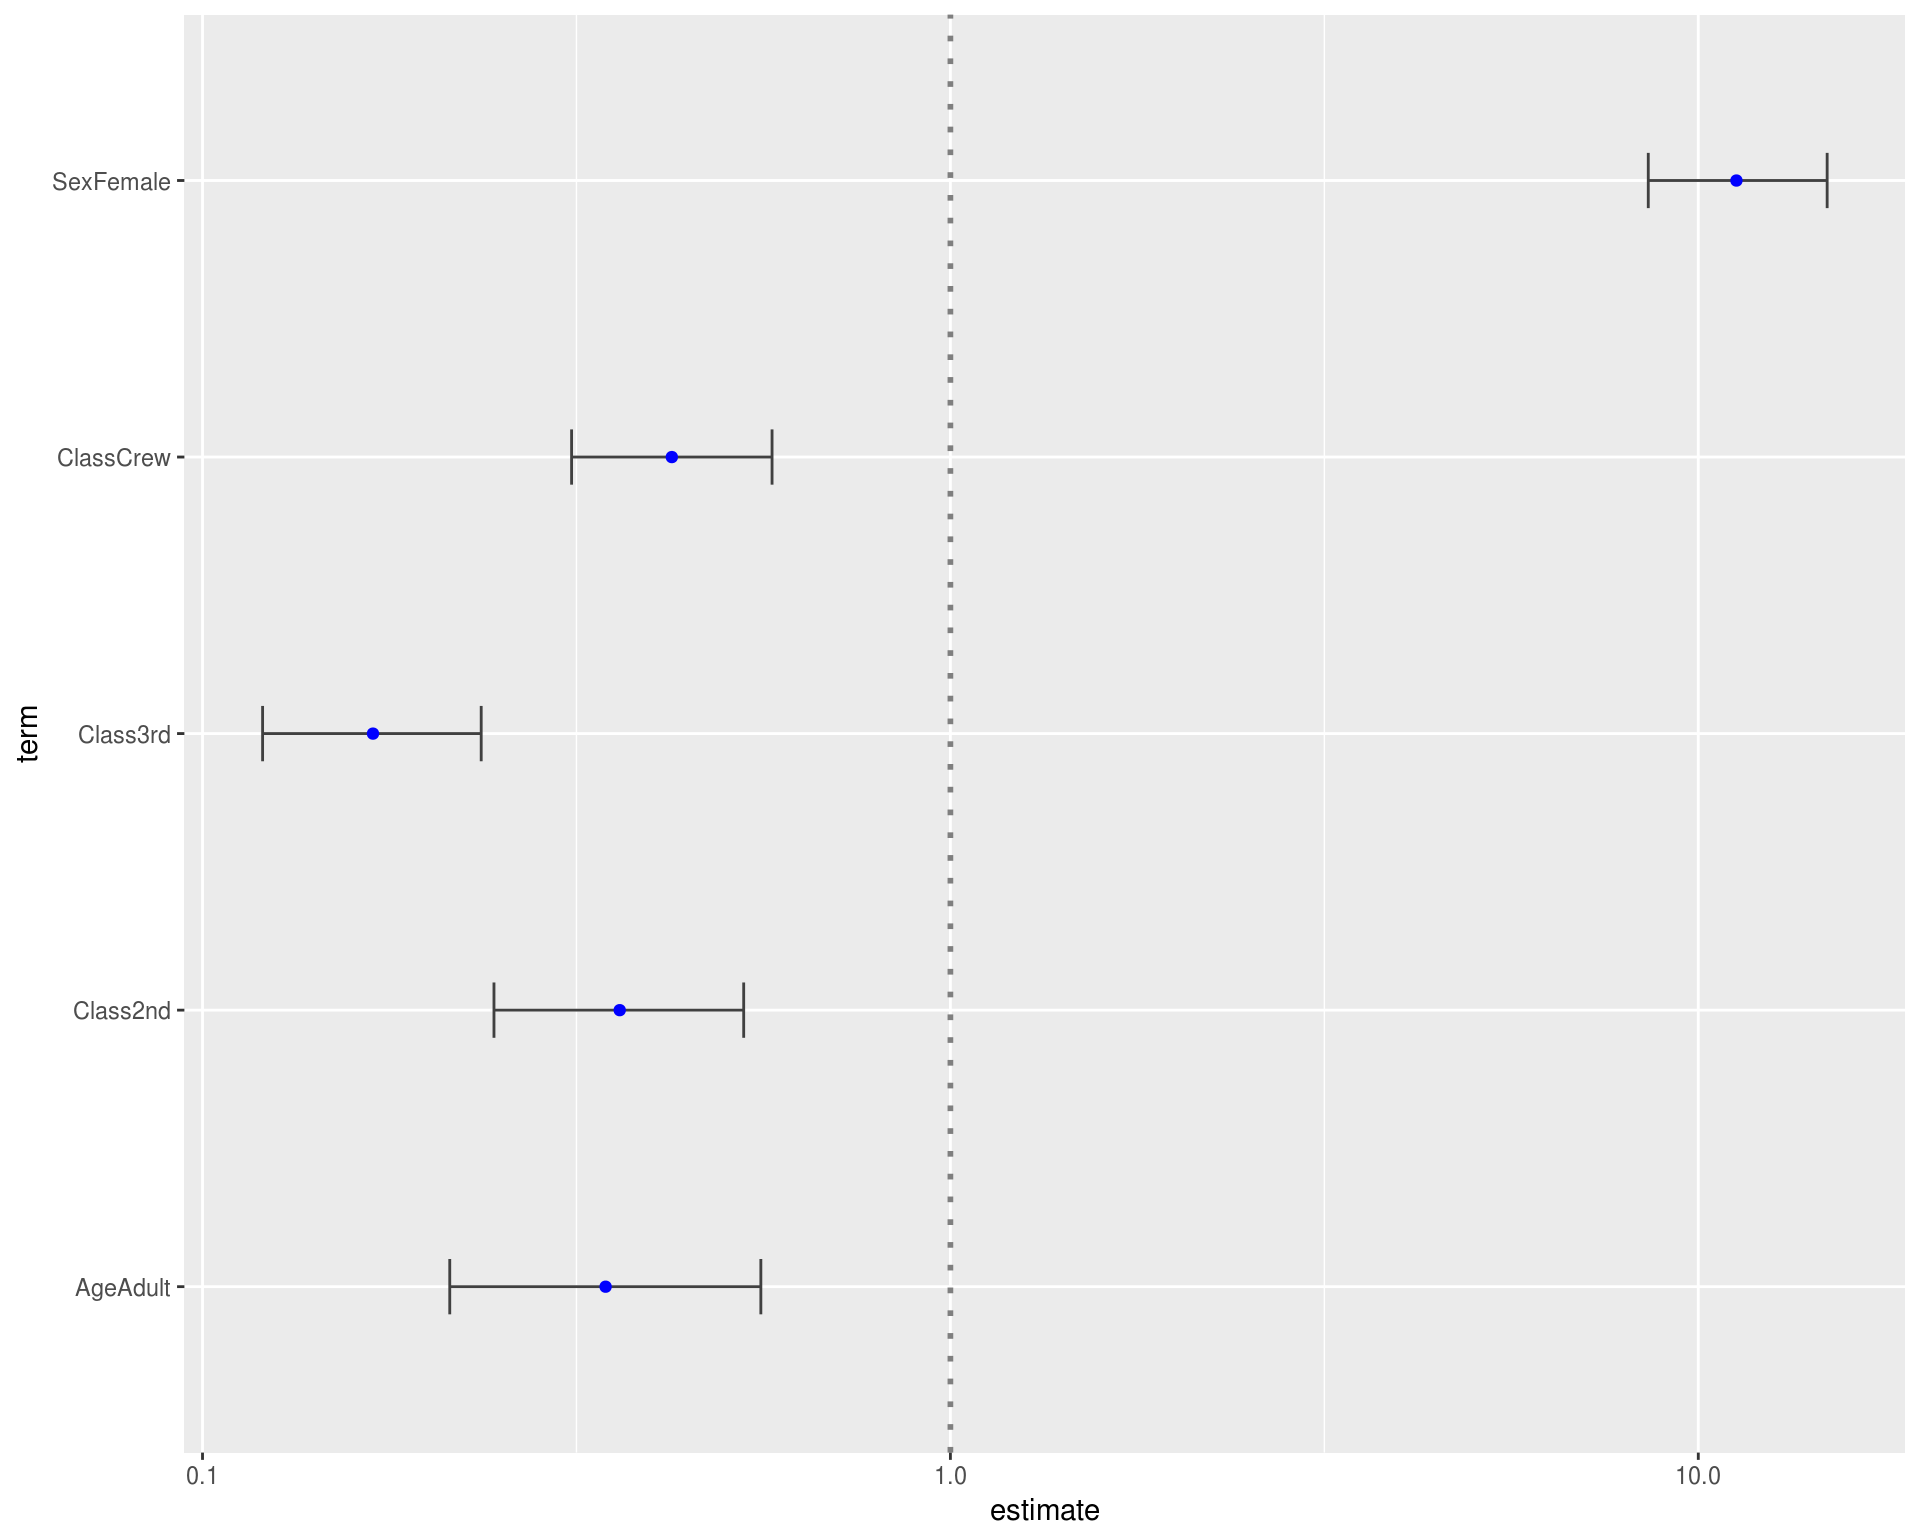 SexFemale
ClassCrew
Class3rd
Class2nd
AgeAdult
term
0.1
1.0
10.0
estimate